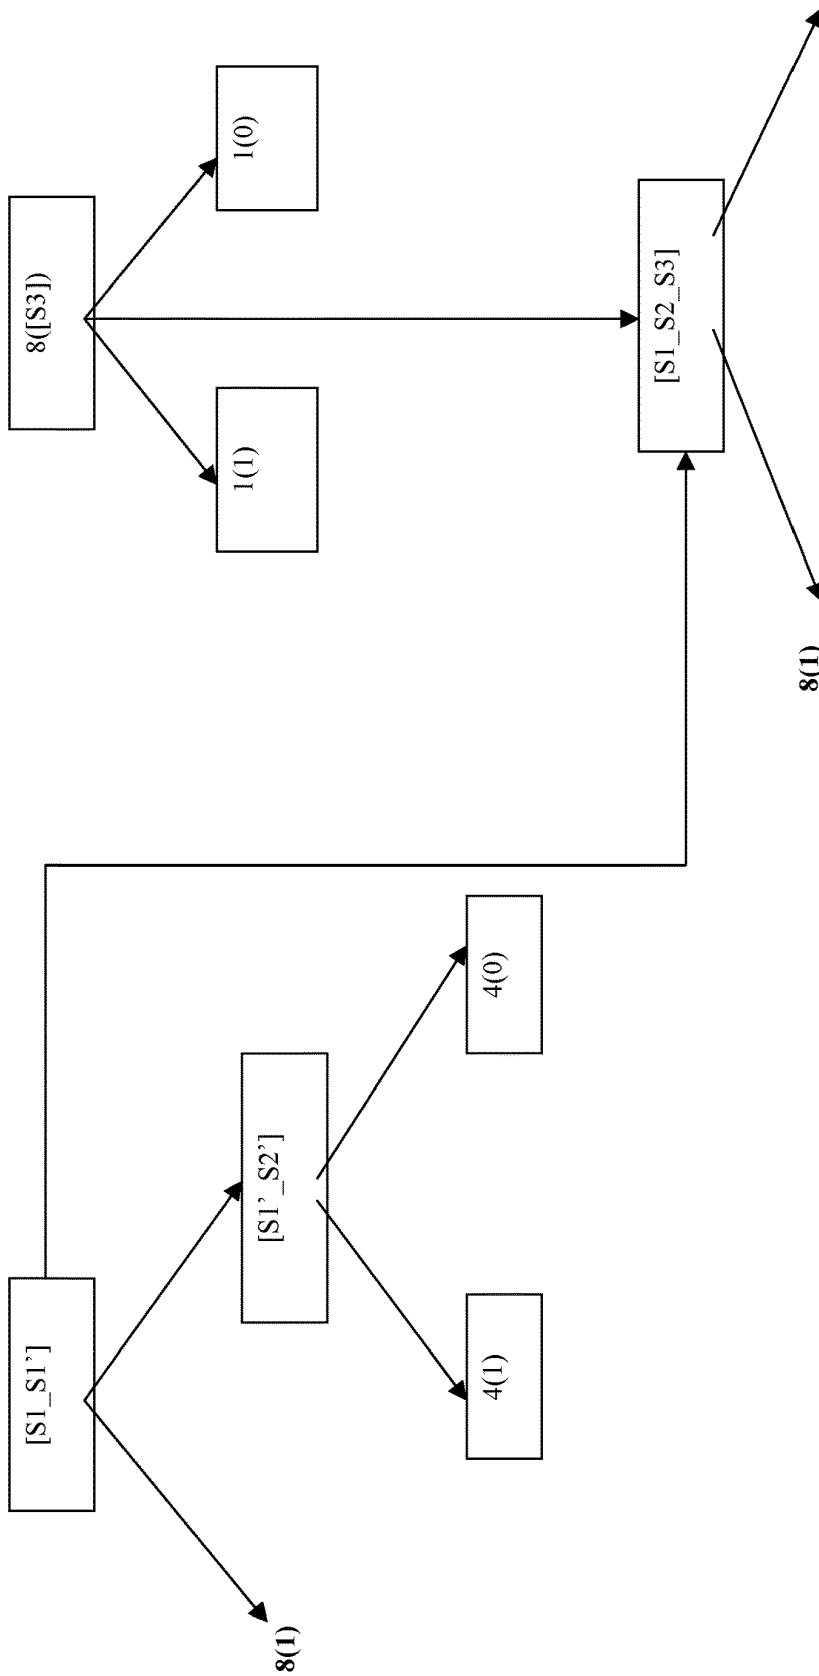 [S1_S1’]
8([S3])
8(1)
[S1’_S2’]
1(1)
1(0)
4(1)
4(0)
[S1_S2_S3]
8(1)